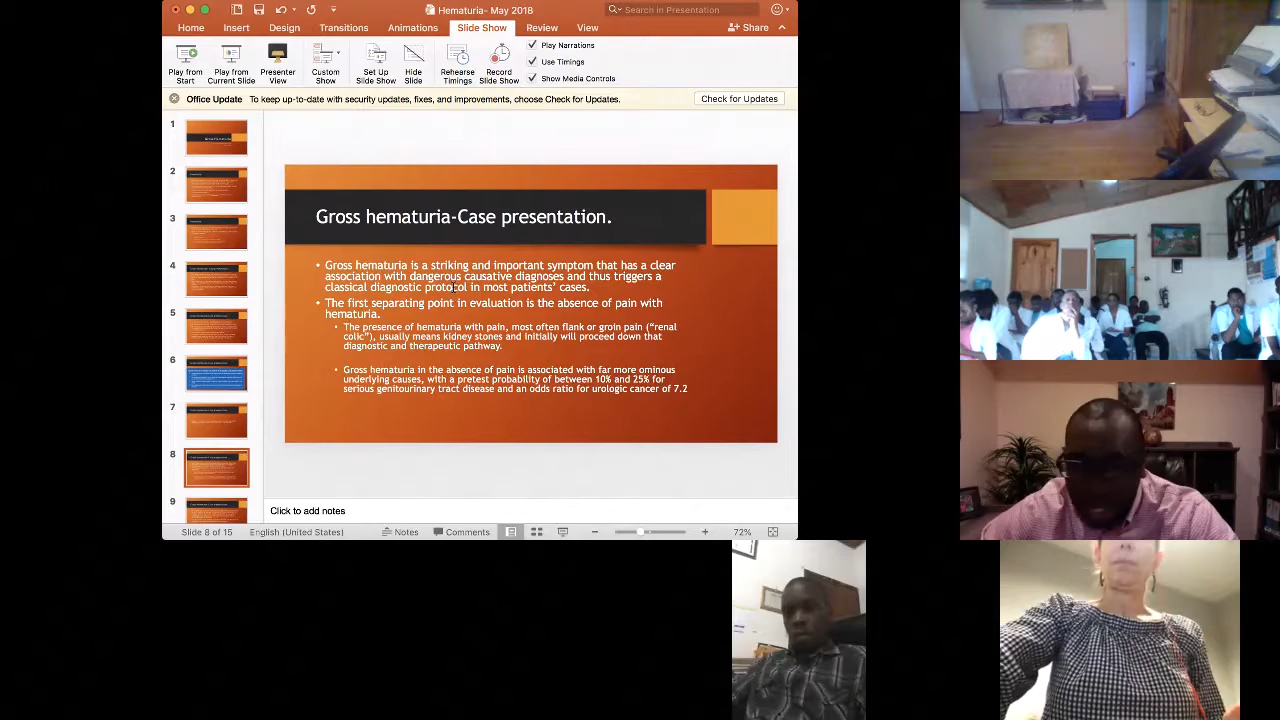 Hematuria- May 2018
Search in Presentation
Home Insert Design Transitions Animations Slide Show Review View
Share
Play from Start
Play from Current Slide
Presenter View
Custom Show
Set Up Slide Show
Hide Slide
Rehearse Timings
Record Slide Show
Play Narrations
Use Timings
Show Media Controls
Office Update To keep up-to-date with security updates, fixes, and improvements, choose Check for Updates.
Check for Updates
1
2
3
4
5
6
7
8
9
Gross hematuria-Case presentation.
• Gross hematuria is a striking and important symptom that has a clear
association with dangerous causative diagnoses and thus triggers a
classical diagnostic protocol in most patients’ cases.
• The first separating point in evaluation is the absence of pain with
hematuria.
• The presence of hematuria with pain, most often flank or groin pain (“renal
colic”), usually means kidney stones and initially will proceed down that
diagnostic and therapeutic pathway.
• Gross hematuria in the absence of pain is associated with far more ominous
underlying causes, with a pretest probability of between 10% and 25% for
serious genitourinary tract disease and an odds ratio for urologic cancer of 7.2
Click to add notes
Slide 8 of 15 English (United States) Notes Comments 72%